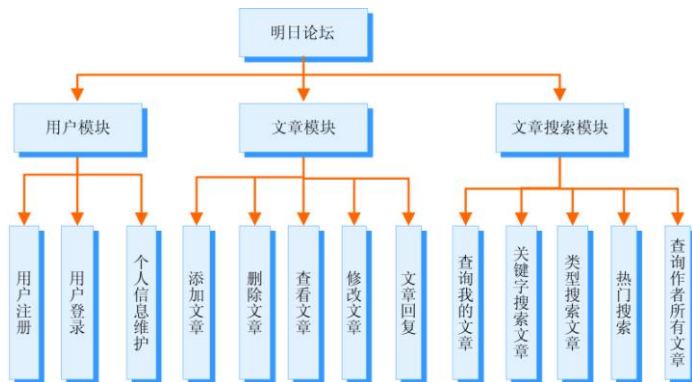 明日论坛
用户模块
文章模块
文章搜索模块
用户注册
用户登录
个人信息维护
添加文章
删除文章
查看文章
修改文章
文章回复
查询我的文章
关键字搜索文章
类型搜索文章
热门搜索
查询作者所有文章